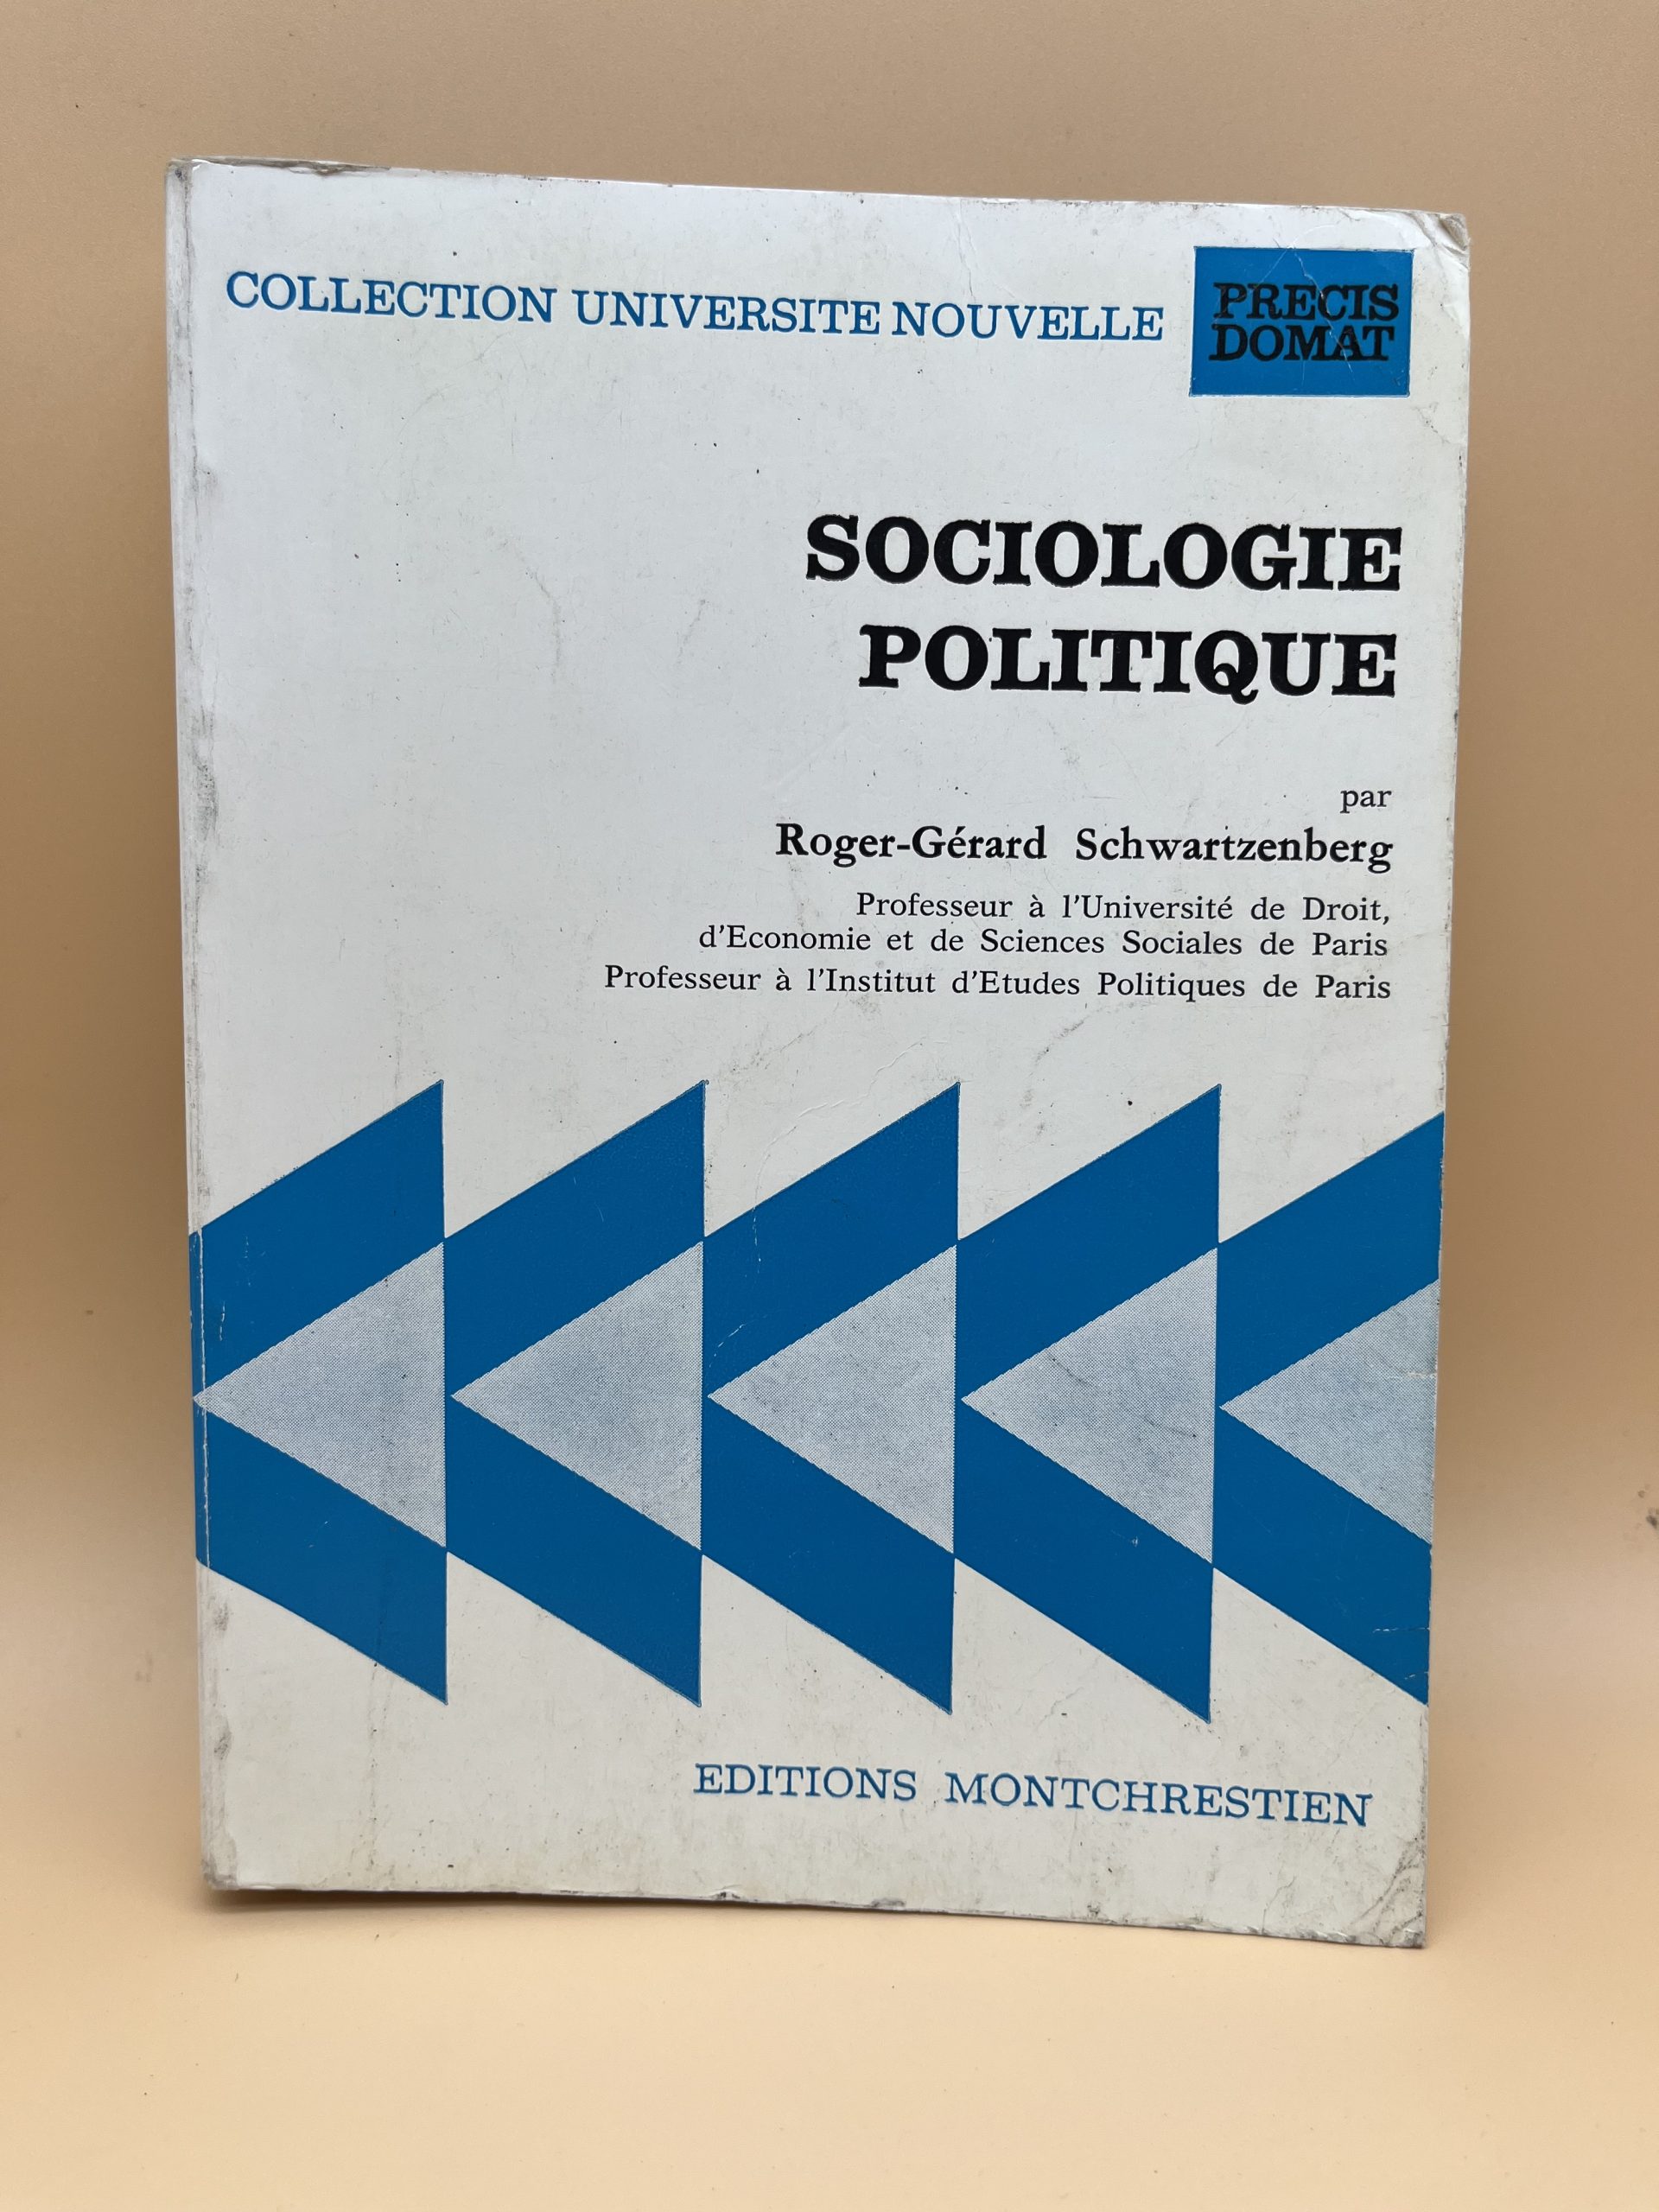 COLLECTION UNIVERSITE NOUVELLE
PRECIS
DOMAT
SOCIOLOGIE
POLITIQUE
par
Roger-Gérard Schwartzenberg
Professeur à l'Université de Droit,
d'Economie et de Sciences Sociales de Paris
Professeur à l'Institut d'Etudes Politiques de Paris
EDITIONS MONTCHRESTIEN